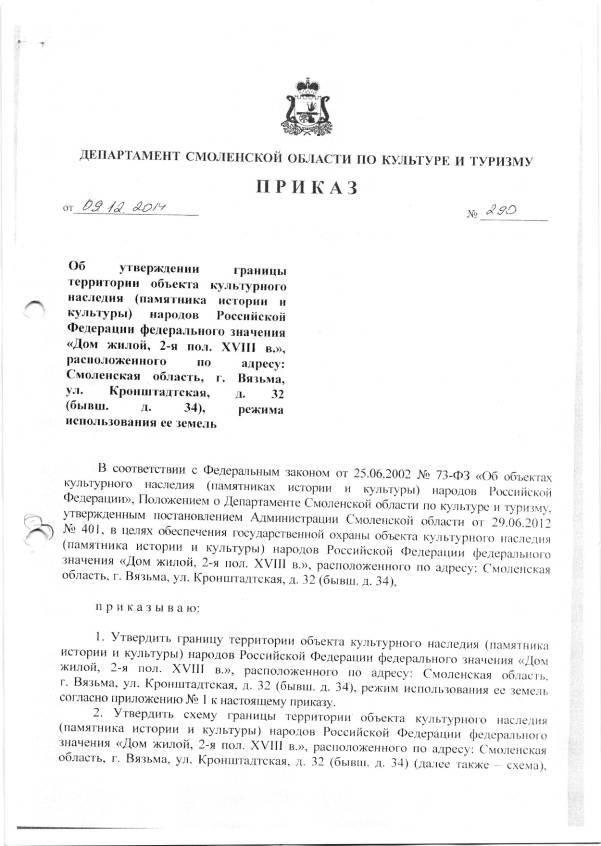 ДЕПАРТАМЕНТ СМОЛЕНСКОЙ ОБЛАСТИ ПО КУЛЬТУРЕ И ТУРИЗМУ
ПРИКАЗ
от 09.12.2014
№ 290
Об утверждении границы
территории объекта культурного
наследия (памятника истории и
культуры) народов Российской
Федерации федерального значения
«Дом жилой, 2-я пол. XVIII в.»,
расположенного по адресу:
Смоленская область, г. Вязьма,
ул. Кронштадтская, д. 32
(бывш. д. 34), режима
использования ее земель
В соответствии с Федеральным законом от 25.06.2002 № 73-ФЗ «Об объектах
культурного наследия (памятниках истории и культуры) народов Российской
Федерации», Положением о Департаменте Смоленской области по культуре и туризму,
утвержденным постановлением Администрации Смоленской области от 29.06.2012
№ 401, в целях обеспечения государственной охраны объекта культурного наследия
(памятника истории и культуры) народов Российской Федерации федерального
значения «Дом жилой, 2-я пол. XVIII в.», расположенного по адресу: Смоленская
область, г. Вязьма, ул. Кронштадтская, д. 32 (бывш. д. 34),
приказываю:
1. Утвердить границу территории объекта культурного наследия (памятника
истории и культуры) народов Российской Федерации федерального значения «Дом
жилой, 2-я пол. XVIII в.», расположенного по адресу: Смоленская область,
г. Вязьма, ул. Кронштадтская, д. 32 (бывш. д. 34), режим использования ее земель
согласно приложению № 1 к настоящему приказу.
2. Утвердить схему границы территории объекта культурного наследия
(памятника истории и культуры) народов Российской Федерации федерального
значения «Дом жилой, 2-я пол. XVIII в.», расположенного по адресу: Смоленская
область, г. Вязьма, ул. Кронштадтская, д. 32 (бывш. д. 34) (далее также – схема),